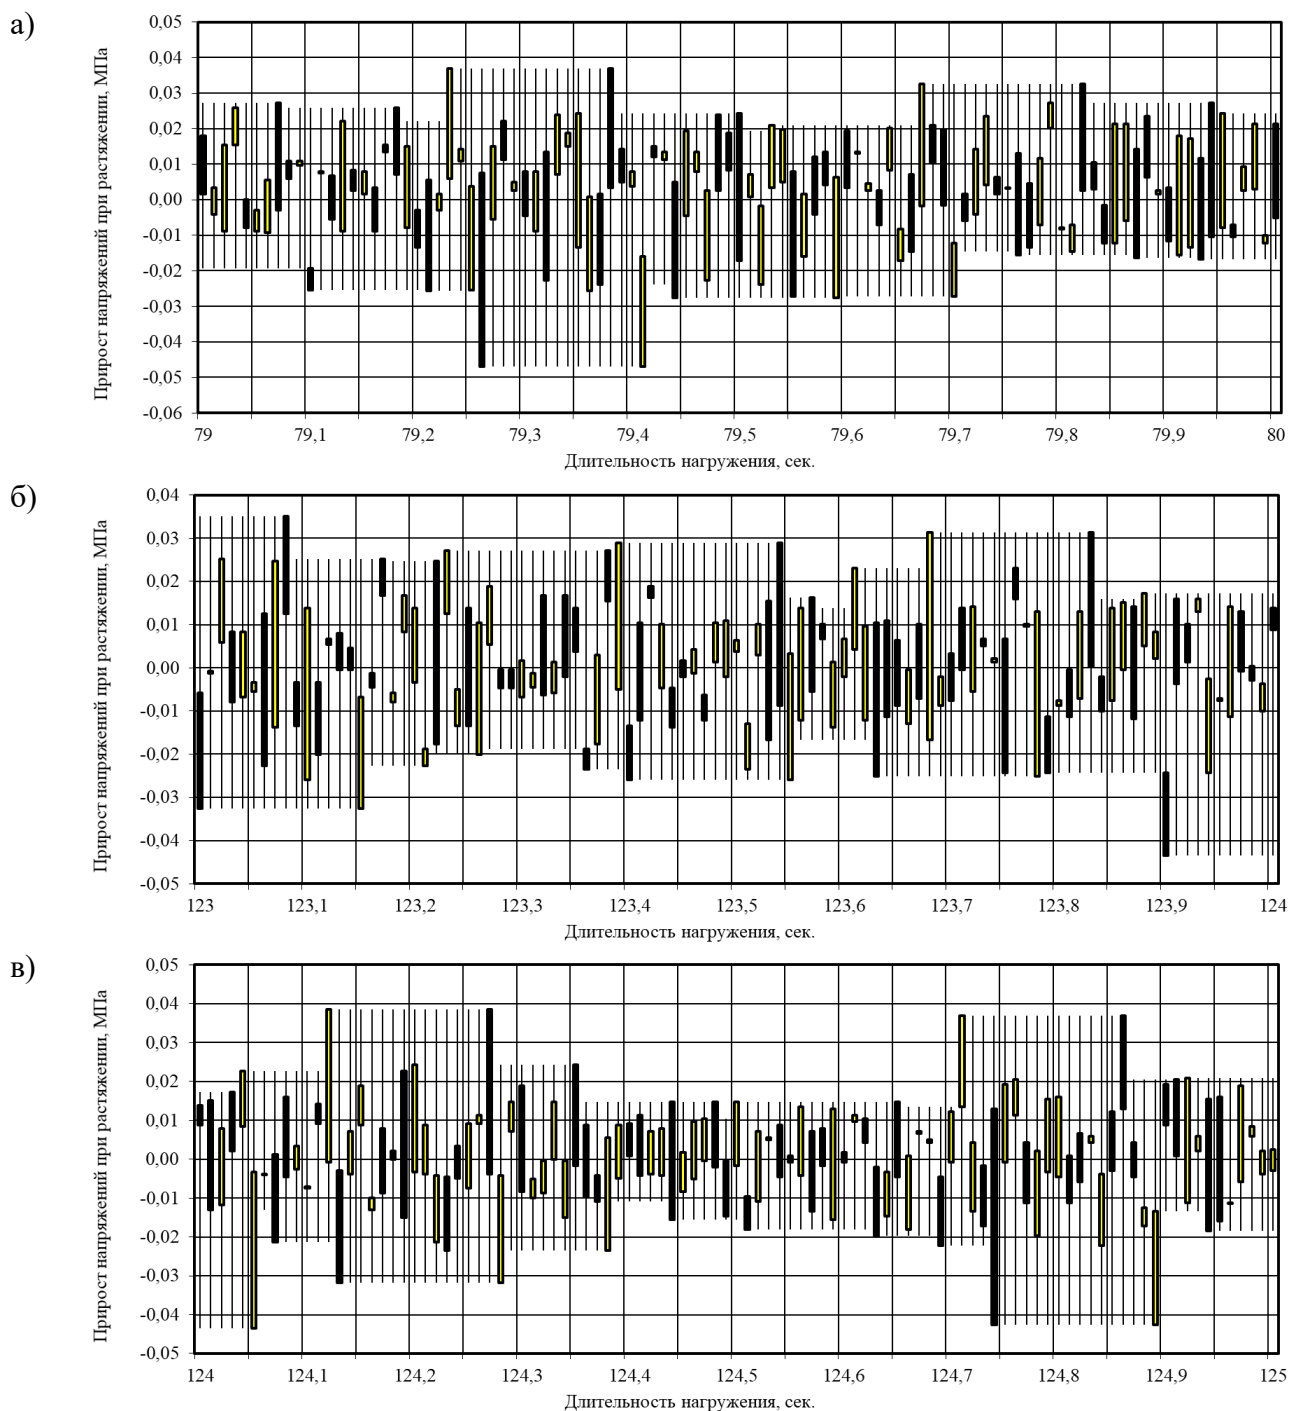 а)
Прирост напряжений при растяжении, МПа
0,05
0,04
0,03
0,02
0,01
0,00
-0,01
-0,02
-0,03
-0,04
-0,05
-0,06
79 79,1 79,2 79,3 79,4 79,5 79,6 79,7 79,8 79,9 80
Длительность нагружения, сек.
б)
Прирост напряжений при растяжении, МПа
0,04
0,03
0,02
0,01
0,00
-0,01
-0,02
-0,03
-0,04
-0,05
123 123,1 123,2 123,3 123,4 123,5 123,6 123,7 123,8 123,9 124
Длительность нагружения, сек.
в)
Прирост напряжений при растяжении, МПа
0,05
0,04
0,03
0,02
0,01
0,00
-0,01
-0,02
-0,03
-0,04
-0,05
124 124,1 124,2 124,3 124,4 124,5 124,6 124,7 124,8 124,9 125
Длительность нагружения, сек.